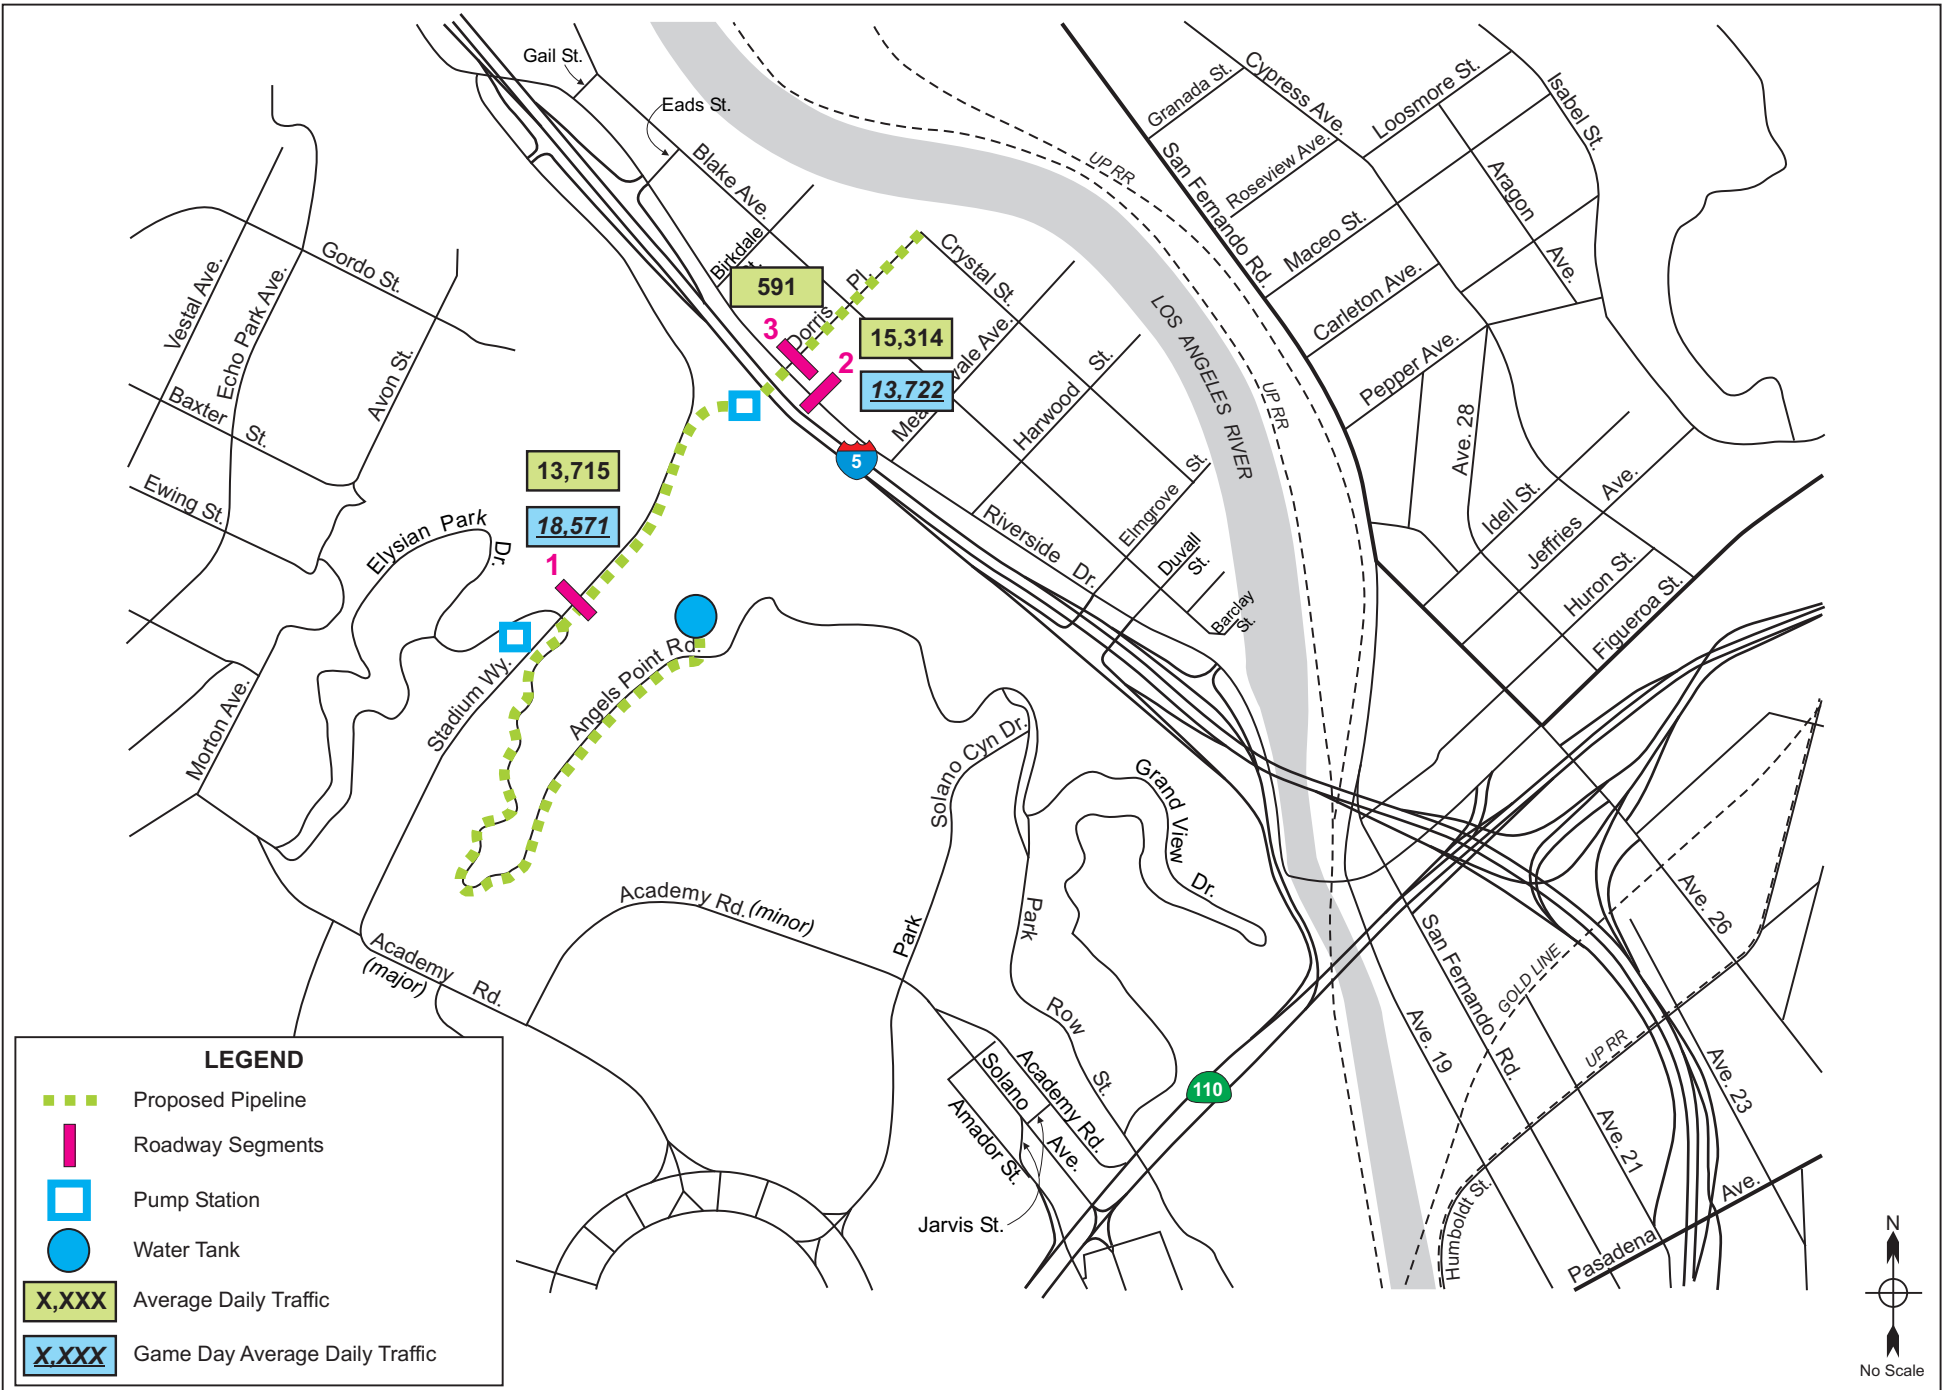 Gail St.
Eads St.
Blake Ave.
Birkdale
St.
Dorris Pl.
Crystal St.
UP RR
San Fernando Rd.
Granada St.
Cypress Ave.
Loosmore St.
Isabel St.
Roseview Ave.
Aragon Ave.
Maceo St.
Carleton Ave.
Pepper Ave.
Ave. 28
Vestal Ave.
Echo Park Ave.
Gordo St.
Avon St.
Baxter St.
Ewing St.
Elysian Park Dr.
591
3
15,314
2
13,722
13,715
18,571
1
5
Harwood St.
Elmgrove St.
Duvall
St.
Barclay
St.
Riverside Dr.
LOS ANGELES RIVER
UP RR
Idell St.
Jeffries Ave.
Huron St.
Figueroa St.
Morton Ave.
Stadium Wy.
Angels Point Rd.
Solano Cyn Dr.
Grand View Dr.
Academy Rd. (minor)
Academy Rd.
(major)
Park
Park Row St.
Solano Ave.
Academy Rd.
Amador St.
Jarvis St.
110
Ave. 26
San Fernando Rd.
GOLD LINE
Ave. 19
UP RR
Ave. 23
Ave. 21
Humboldt St.
Pasadena Ave.
LEGEND
Proposed Pipeline
Roadway Segments
Pump Station
Water Tank
X,XXX Average Daily Traffic
X,XXX Game Day Average Daily Traffic
N
No Scale